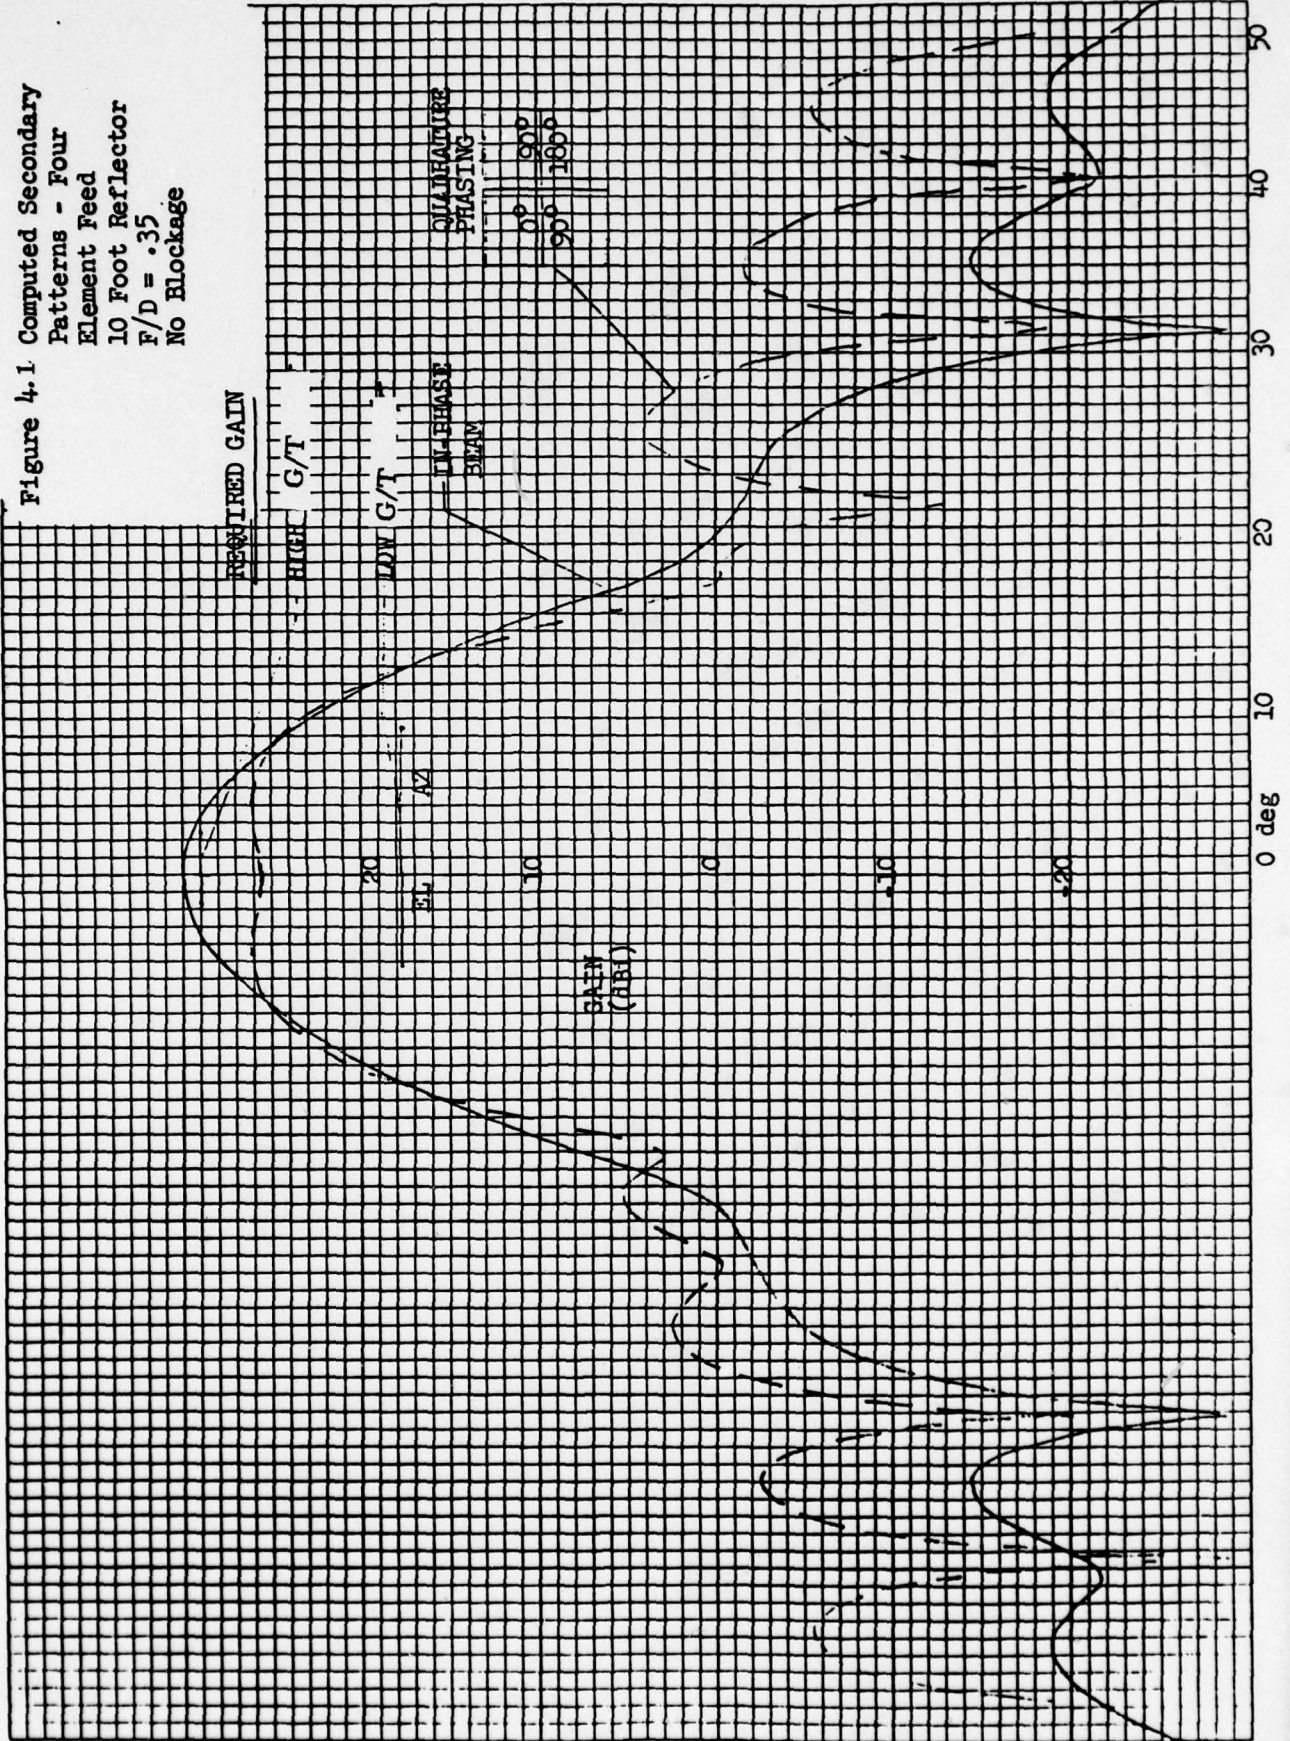 Figure 4.1 Computed Secondary
Patterns - Four
Element Feed
10 Foot Reflector
F/D = .35
No Blockage
REQUIRED GAIN
HIGH G/T
LOW G/T
IN-PHASE
BEAM
QUADRATURE
PHASING
0° 90°
90° 180°
20
EL AZ
10
GAIN
(dBi)
0
-10
-20
0 deg 10 20 30 40 50